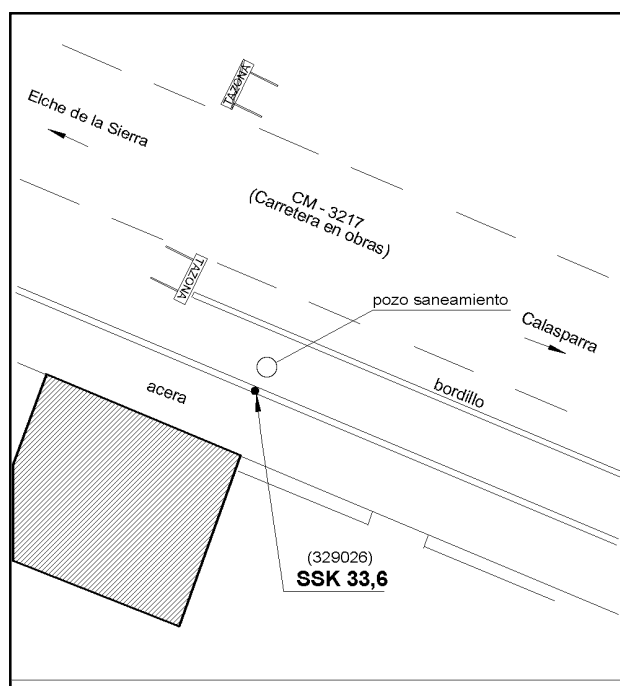 TAZONA
Elche de la Sierra
CM - 3217
(Carretera en obras)
TAZONA
pozo saneamiento
Calasparra
bordillo
acera
(329026)
SSK 33,6